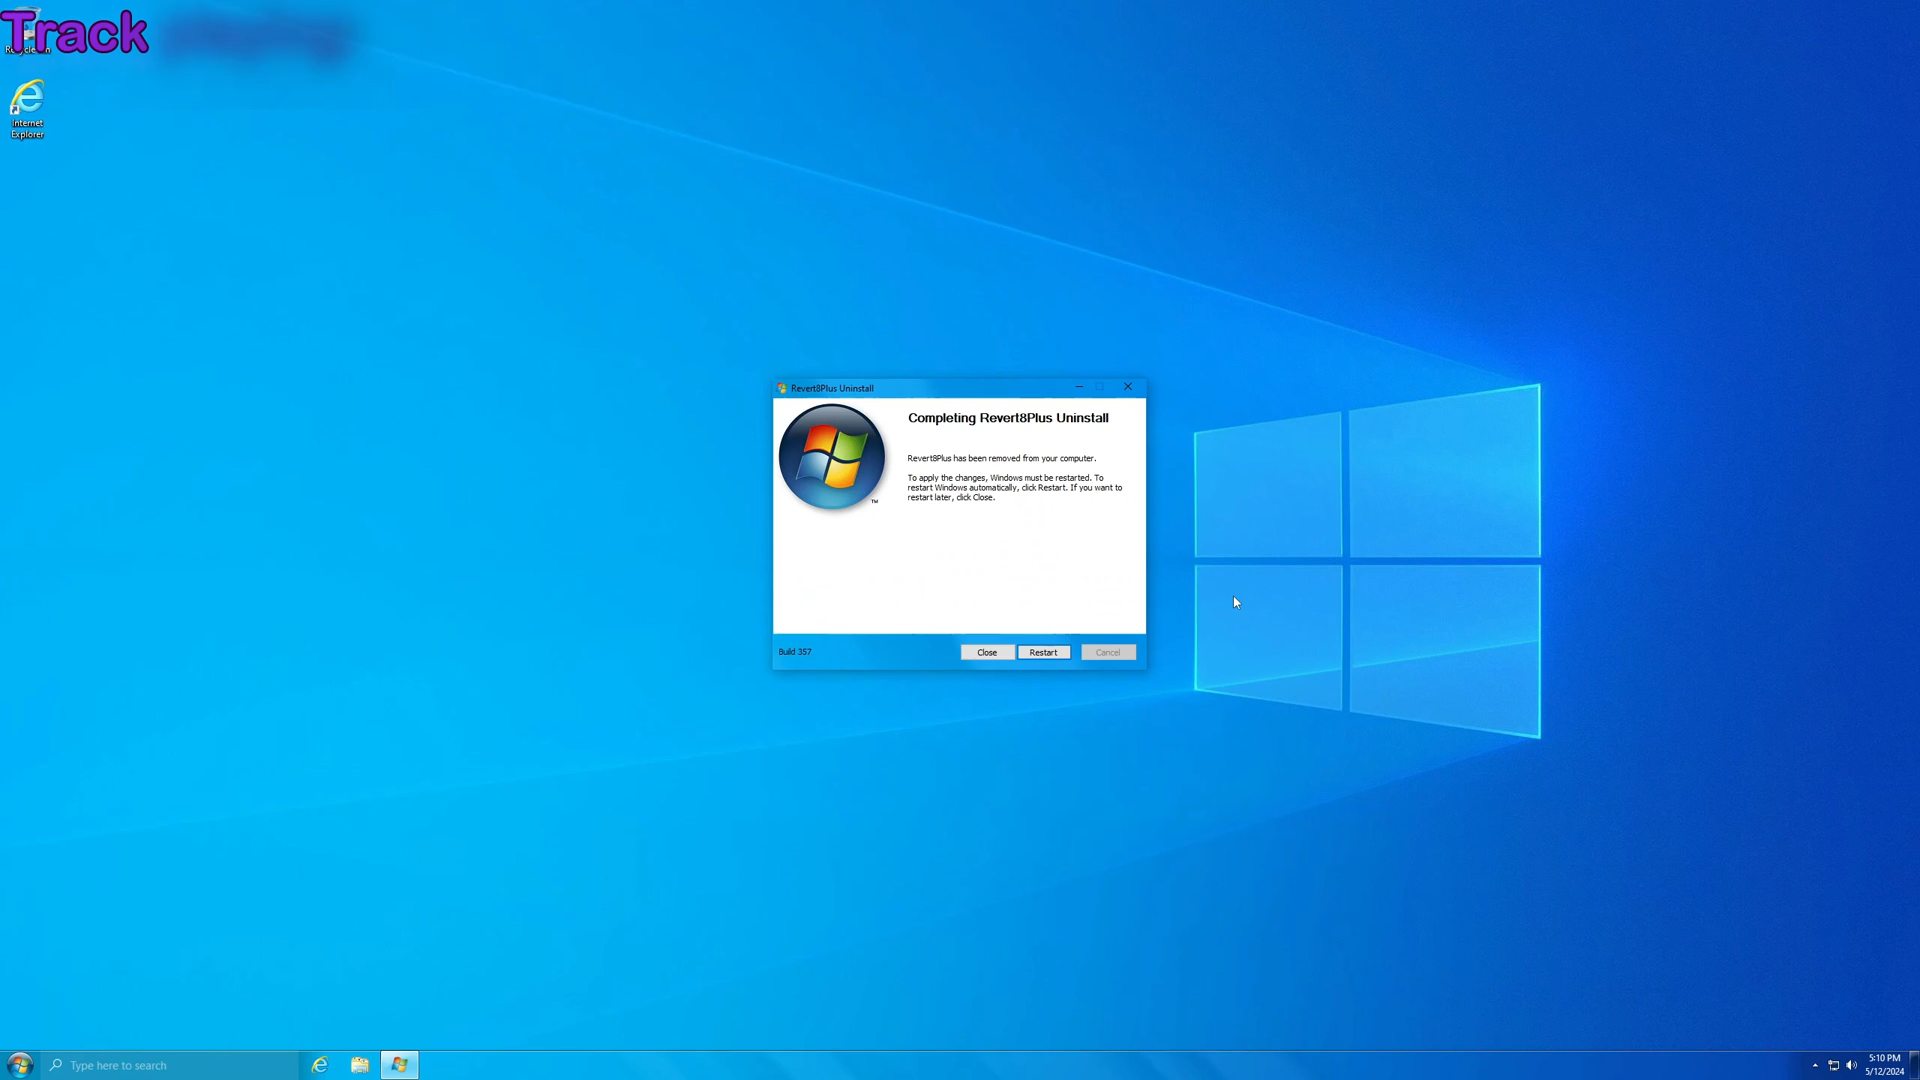 Track
Internet
Explorer
Revert8Plus Uninstall
Completing Revert8Plus Uninstall
Revert8Plus has been removed from your computer.
To apply the changes, Windows must be restarted. To
restart Windows automatically, click Restart. If you want to
restart later, click Close.
TM
Build 357
Close
Restart
Cancel
Type here to search
5:10 PM
5/12/2024